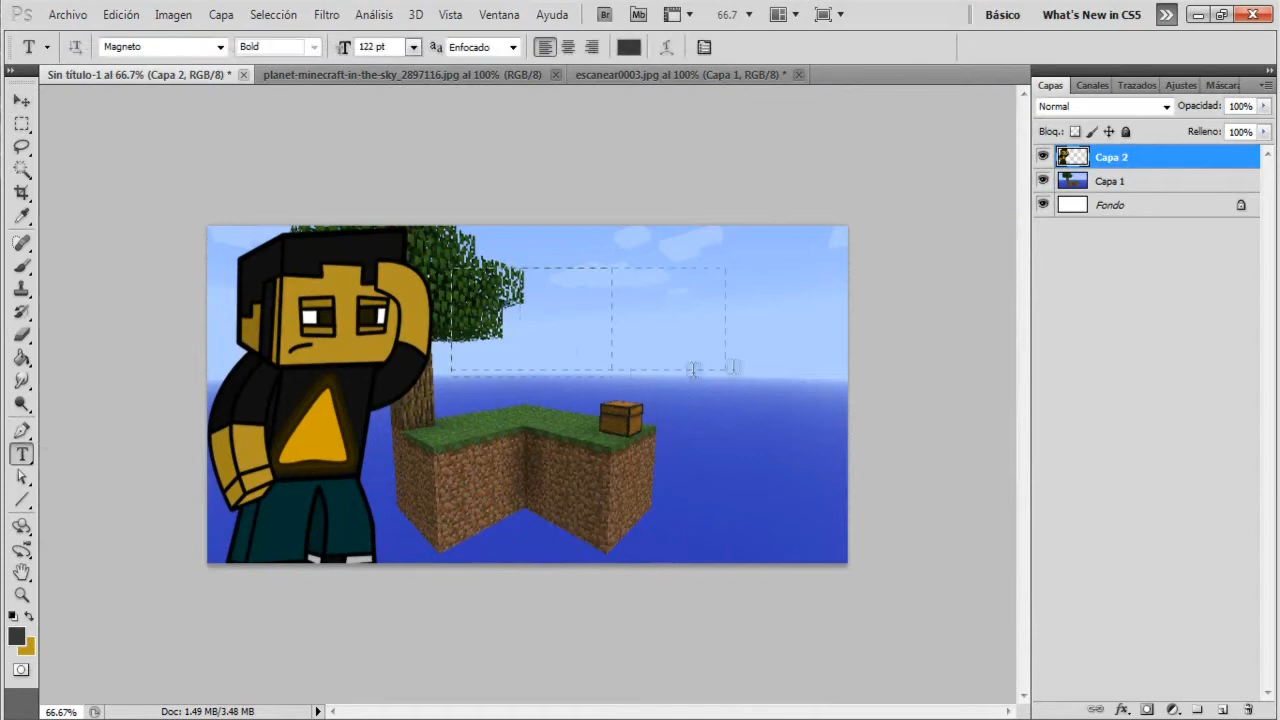 Ps Archivo Edición Imagen Capa Selección Filtro Análisis 3D Vista Ventana Ayuda Br Mb 66.7 Básico What's New in CS5
T Magneto Bold 122 pt Enfocado
Sin título-1 al 66.7% (Capa 2, RGB/8) * planet-minecraft-in-the-sky_2897116.jpg al 100% (RGB/8) escanear0003.jpg al 100% (Capa 1, RGB/8) *
Capas Canales Trazados Ajustes Máscara
Normal Opacidad: 100%
Bloq.: Relleno: 100%
Capa 2
Capa 1
Fondo
66.67% Doc: 1.49 MB/3.48 MB